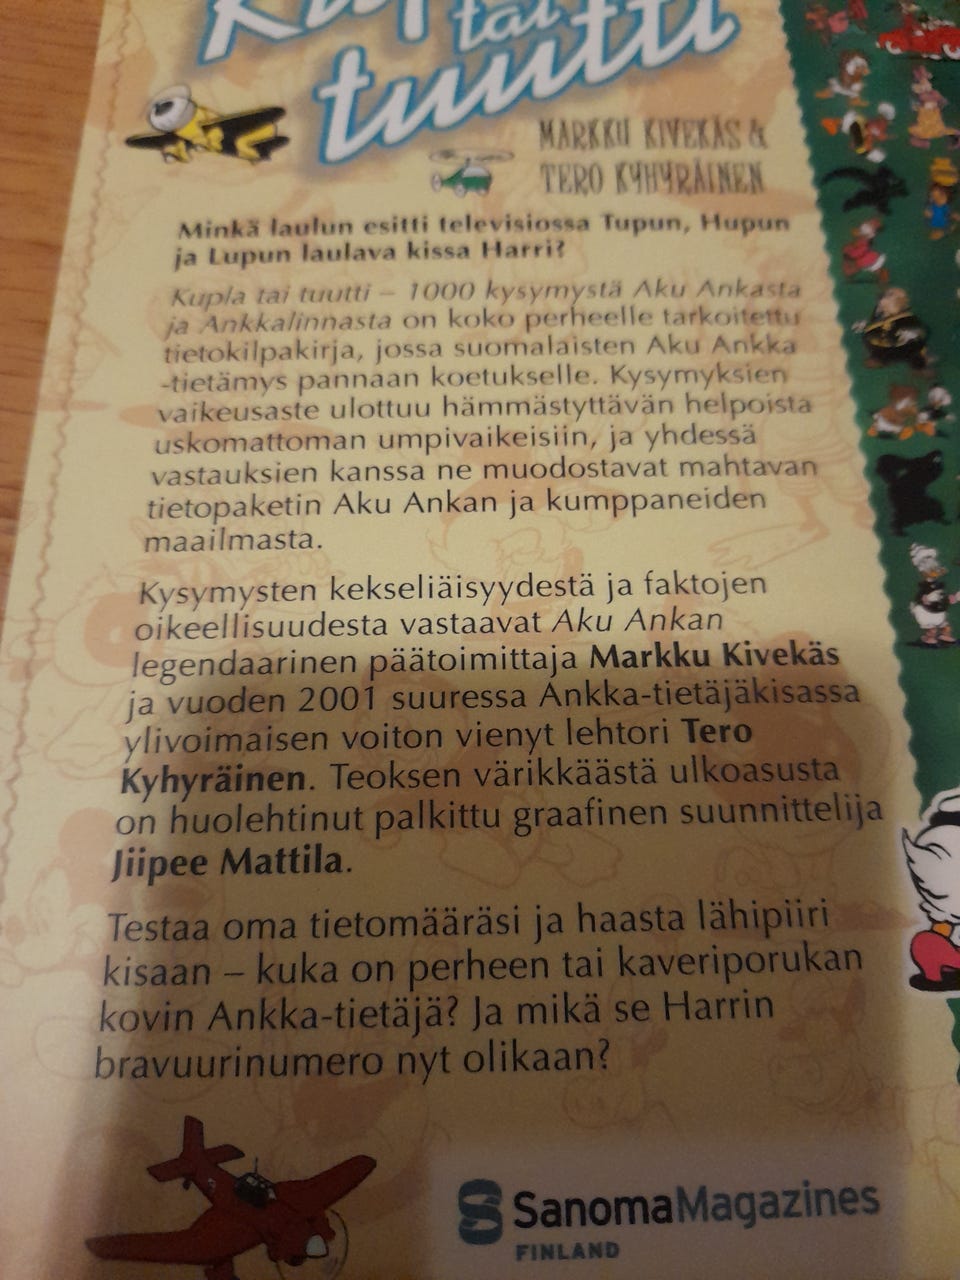 tai
tuutti
MARKKU KIVEKÄS &
TERO KYHYRÄINEN
Minkä laulun esitti televisiossa Tupun, Hupun
ja Lupun laulava kissa Harri?
Kupla tai tuutti – 1000 kysymystä Aku Ankasta
ja Ankkalinnasta on koko perheelle tarkoitettu
tietokilpakirja, jossa suomalaisten Aku Ankka
-tietämys pannaan koetukselle. Kysymyksien
vaikeusaste ulottuu hämmästyttävän helpoista
uskomattoman umpivaikeisiin, ja yhdessä
vastauksien kanssa ne muodostavat mahtavan
tietopaketin Aku Ankan ja kumppaneiden
maailmasta.
Kysymysten kekseliäisyydestä ja faktojen
oikeellisuudesta vastaavat Aku Ankan
legendaarinen päätoimittaja Markku Kivekäs
ja vuoden 2001 suuressa Ankka-tietäjäkisassa
ylivoimaisen voiton vienyt lehtori Tero
Kyhyräinen. Teoksen värikkäästä ulkoasusta
on huolehtinut palkittu graafinen suunnittelija
Jiipee Mattila.
Testaa oma tietomääräsi ja haasta lähipiiri
kisaan – kuka on perheen tai kaveriporukan
kovin Ankka-tietäjä? Ja mikä se Harrin
bravuurinumero nyt olikaan?
SanomaMagazines
FINLAND